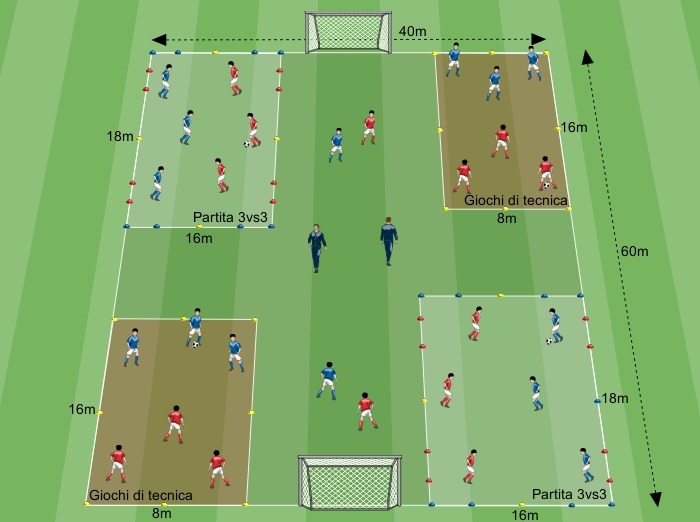 40m
18m
16m
Partita 3vs3
Giochi di tecnica
16m
8m
60m
16m
18m
Giochi di tecnica
Partita 3vs3
8m
16m